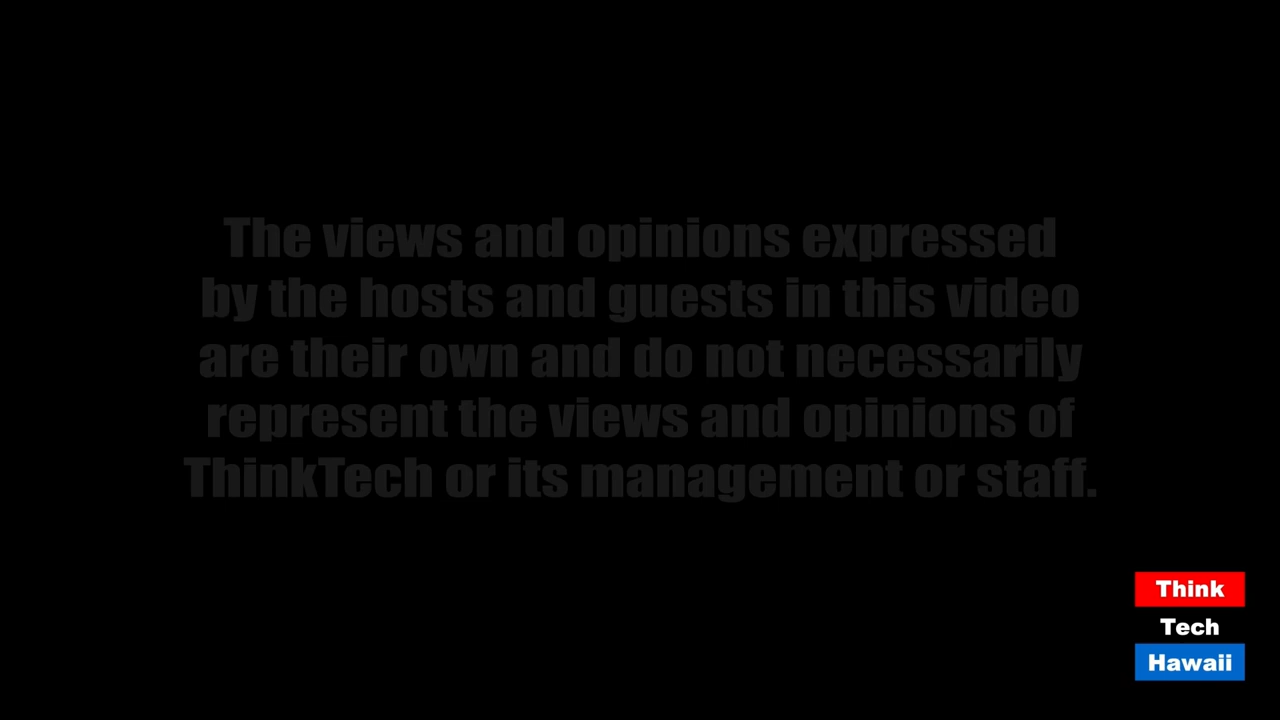 The views and opinions expressed
by the hosts and guests in this video
are their own and do not necessarily
represent the views and opinions of
ThinkTech or its management or staff.
Think
Tech
Hawaii